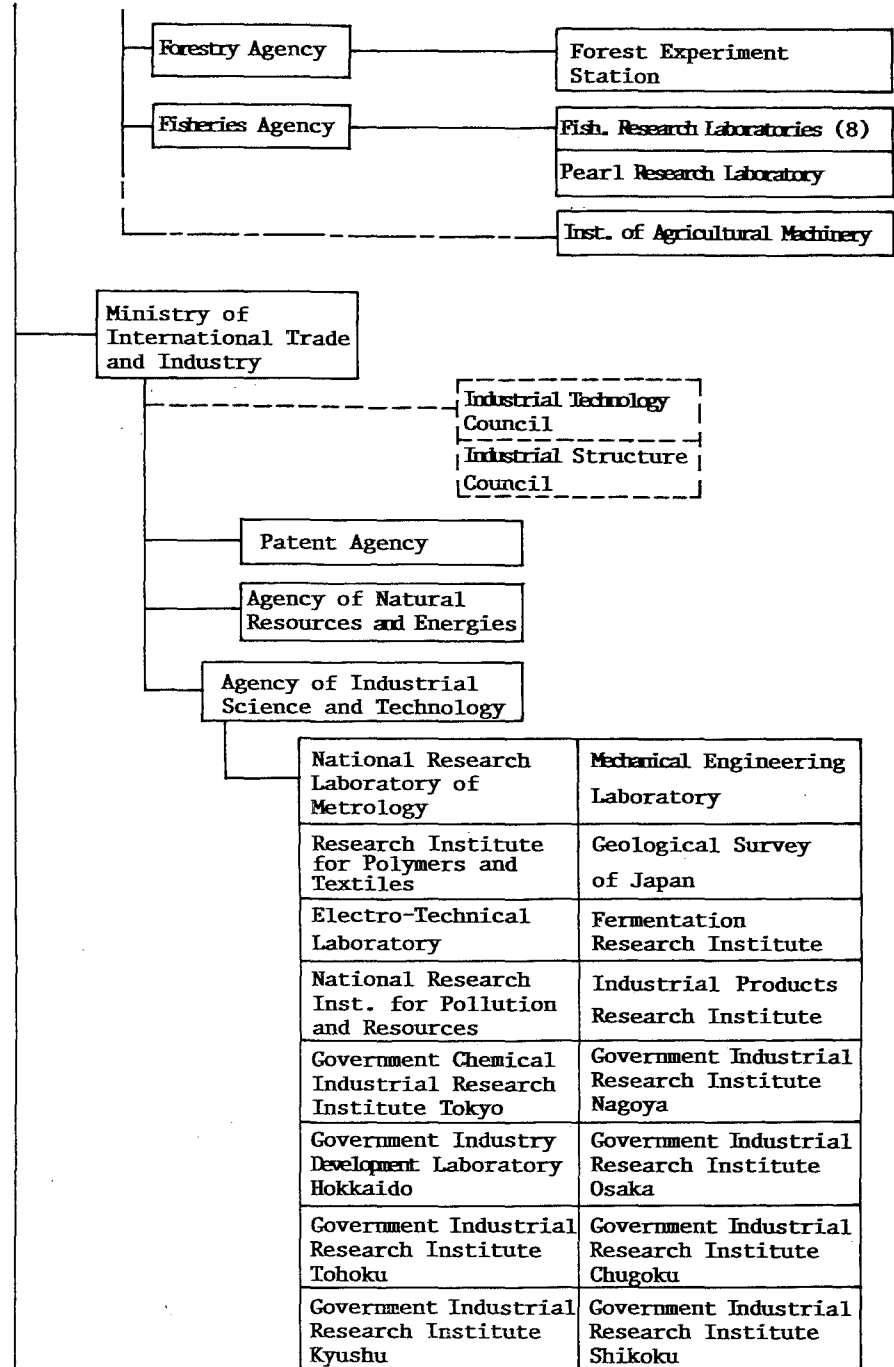 Forestry Agency
Forest Experiment
Station
Fisheries Agency
Fish. Research Laboratories (8)
Pearl Research Laboratory
Inst. of Agricultural Machinery
Ministry of
International Trade
and Industry
Industrial Technology
Council
Industrial Structure
Council
Patent Agency
Agency of Natural
Resources and Energies
Agency of Industrial
Science and Technology
National Research
Laboratory of
Metrology
Mechanical Engineering
Laboratory
Research Institute
for Polymers and
Textiles
Geological Survey
of Japan
Electro-Technical
Laboratory
Fermentation
Research Institute
National Research
Inst. for Pollution
and Resources
Industrial Products
Research Institute
Government Chemical
Industrial Research
Institute Tokyo
Government Industrial
Research Institute
Nagoya
Government Industry
Development Laboratory
Hokkaido
Government Industrial
Research Institute
Osaka
Government Industrial
Research Institute
Tohoku
Government Industrial
Research Institute
Chugoku
Government Industrial
Research Institute
Kyushu
Government Industrial
Research Institute
Shikoku